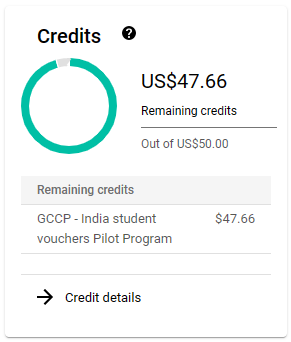 Credits ?
US$47.66
Remaining credits
Out of US$50.00
Remaining credits
GCCP - India student $47.66
vouchers Pilot Program
Credit details